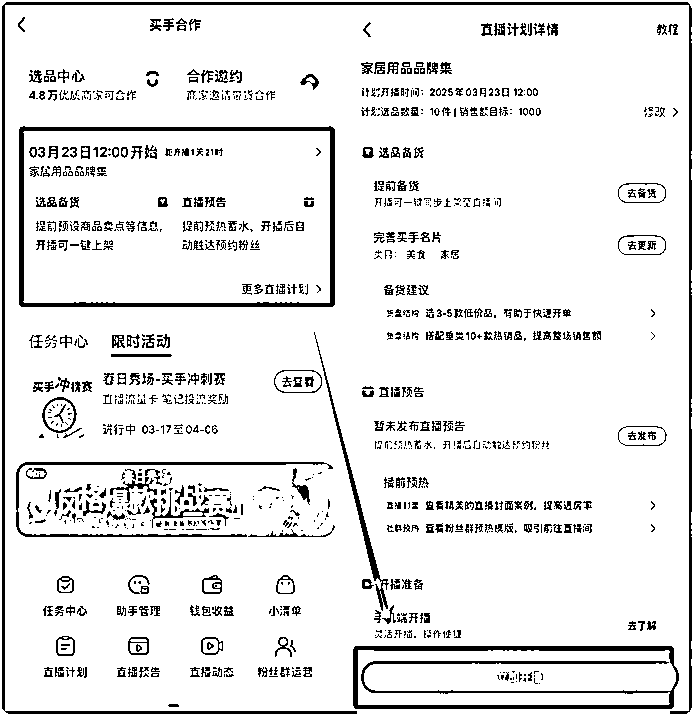 买手合作
选品中心
4.8万优质商家可合作
合作邀约
商家邀请带货合作
03月23日12:00开始 距开播1天21时
家居用品品牌集
选品备货
提前预设商品卖点等信息，
开播可一键上架
直播预告
提前预热蓄水，开播后自
动触达预约粉丝
更多直播计划
任务中心 限时活动
春日秀场-买手冲刺赛
去查看
直播流量卡 笔记投流奖励
进行中 03-17至04-06
买手冲榜赛
风格爆款挑战赛
任务中心 助手管理 钱包收益 小清单
直播计划 直播预告 直播动态 粉丝群运营
直播计划详情 教程
家居用品品牌集
计划开播时间：2025年03月23日 12:00
计划选品数量：10件 | 销售额目标：1000 修改
选品备货
提前备货
开播可一键同步上架至直播间
去备货
完善买手名片
类目： 美食 家居
去更新
备货建议
货盘结构 选3-5款低价品，有助于快速开单
货盘结构 搭配垂类10+款热销品，提高整场销售额
直播预告
暂未发布直播预告
提前预热蓄水，开播后自动触达预约粉丝
去发布
播前预热
直播封面 查看精美的直播封面案例，提高进房率
社群预热 查看粉丝群预热模版，吸引前往直播间
开播准备
手机端开播
灵活开播，操作便捷
去了解